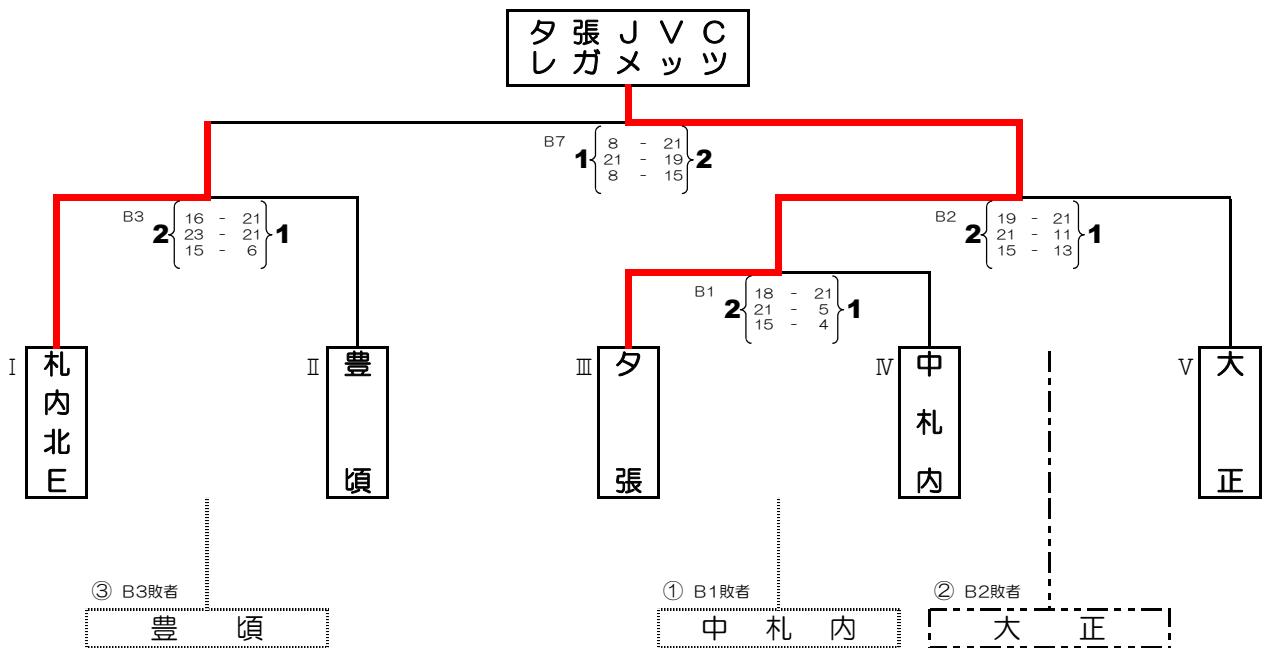 夕張JVC
レガメッツ
B7
1 8 - 21 2
21 - 19
8 - 15
B3
2 16 - 21 1
23 - 21
15 - 6
B2
2 19 - 21 1
21 - 11
15 - 13
B1
2 18 - 21 1
21 - 5
15 - 4
Ⅰ 札内北E
Ⅱ 豊頃
Ⅲ 夕張
Ⅳ 中札内
Ⅴ 大正
③ B3敗者
豊頃
① B1敗者
中札内
② B2敗者
大正